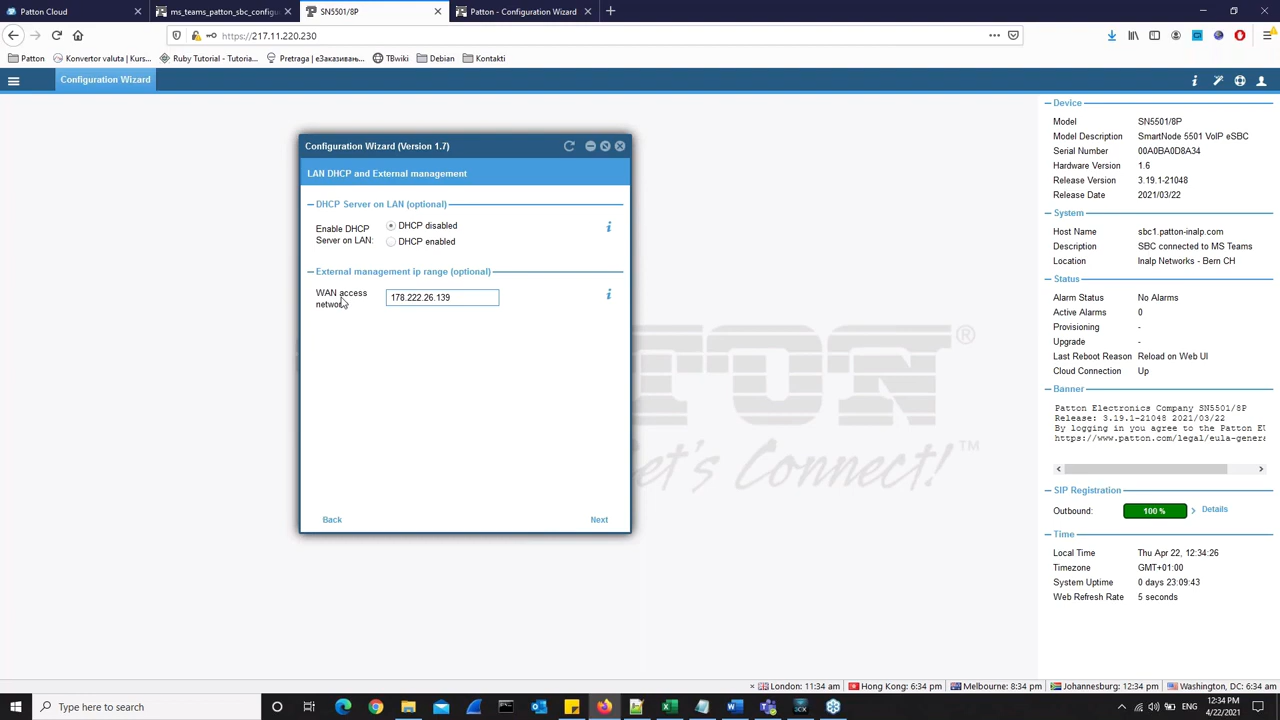 Patton Cloud
ms_teams_patton_sbc_configu
SN5501/8P
Patton - Configuration Wizard
https://217.11.220.230
Patton
Konvertor valuta | Kurs...
Ruby Tutorial - Tutoria...
Pretraga | eЗаказивањ...
TBwiki
Debian
Kontakti
Configuration Wizard
Configuration Wizard (Version 1.7)
LAN DHCP and External management
DHCP Server on LAN (optional)
Enable DHCP
Server on LAN:
DHCP disabled
DHCP enabled
External management ip range (optional)
WAN access
network
178.222.26.139
Back
Next
PATTON®
Let's Connect!™
Device
Model SN5501/8P
Model Description SmartNode 5501 VoIP eSBC
Serial Number 00A0BA0D8A34
Hardware Version 1.6
Release Version 3.19.1-21048
Release Date 2021/03/22
System
Host Name sbc1.patton-inalp.com
Description SBC connected to MS Teams
Location Inalp Networks - Bern CH
Status
Alarm Status No Alarms
Active Alarms 0
Provisioning -
Upgrade -
Last Reboot Reason Reload on Web UI
Cloud Connection Up
Banner
Patton Electronics Company SN5501/8P
Release: 3.19.1-21048 2021/03/22
By logging in you agree to the Patton EU
https://www.patton.com/legal/eula-genera
SIP Registration
Outbound: 100 % > Details
Time
Local Time Thu Apr 22, 12:34:26
Timezone GMT+01:00
System Uptime 0 days 23:09:43
Web Refresh Rate 5 seconds
London: 11:34 am
Hong Kong: 6:34 pm
Melbourne: 8:34 pm
Johannesburg: 12:34 pm
Washington, DC: 6:34 am
Type here to search
ENG
12:34 PM
4/22/2021